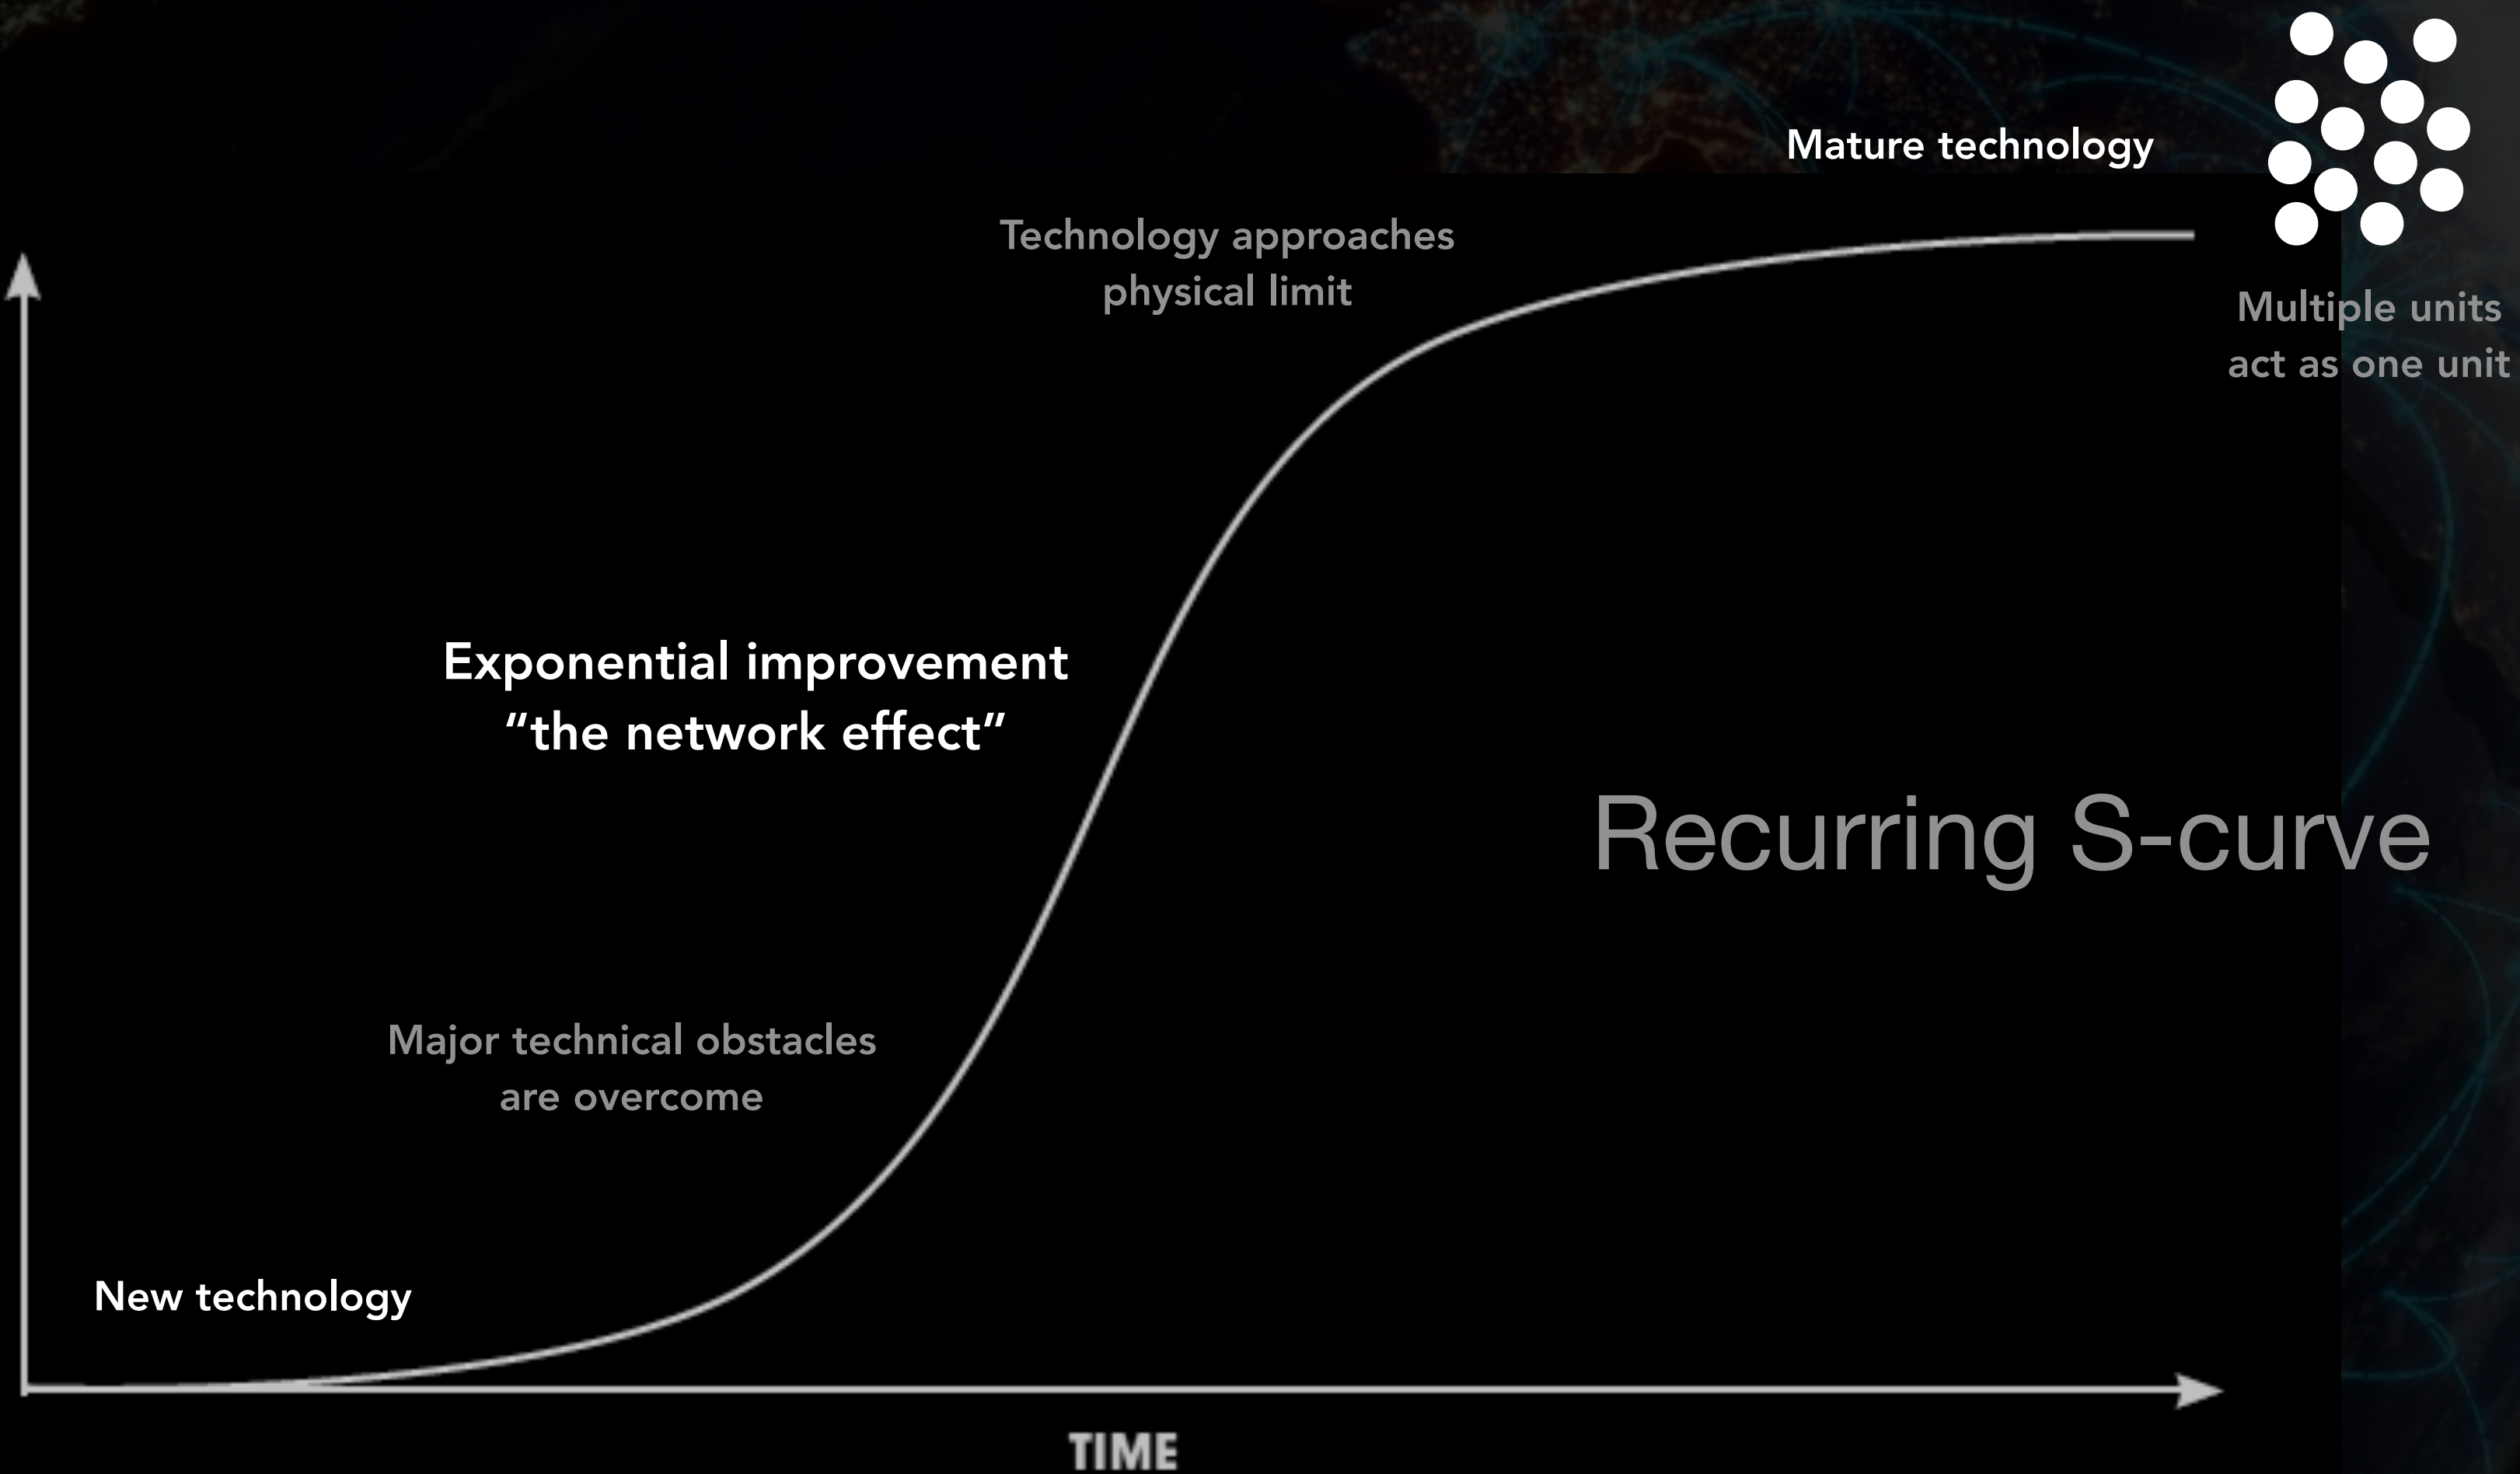 Mature technology
Technology approaches
physical limit
Multiple units
act as one unit
Exponential improvement
“the network effect”
Recurring S-curve
Major technical obstacles
are overcome
New technology
TIME